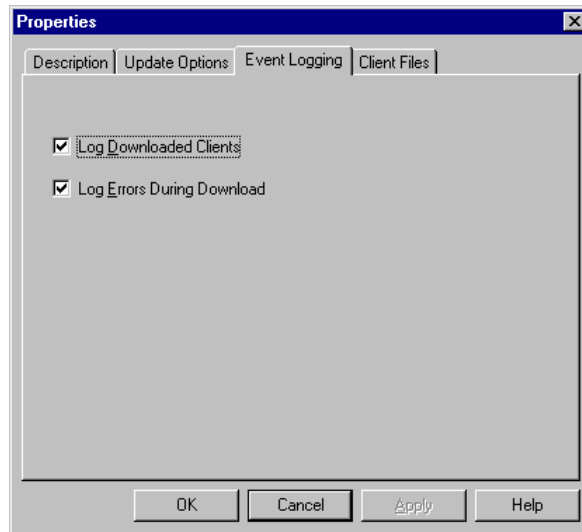 Properties
Description Update Options Event Logging Client Files
Log Downloaded Clients
Log Errors During Download
OK Cancel Apply Help